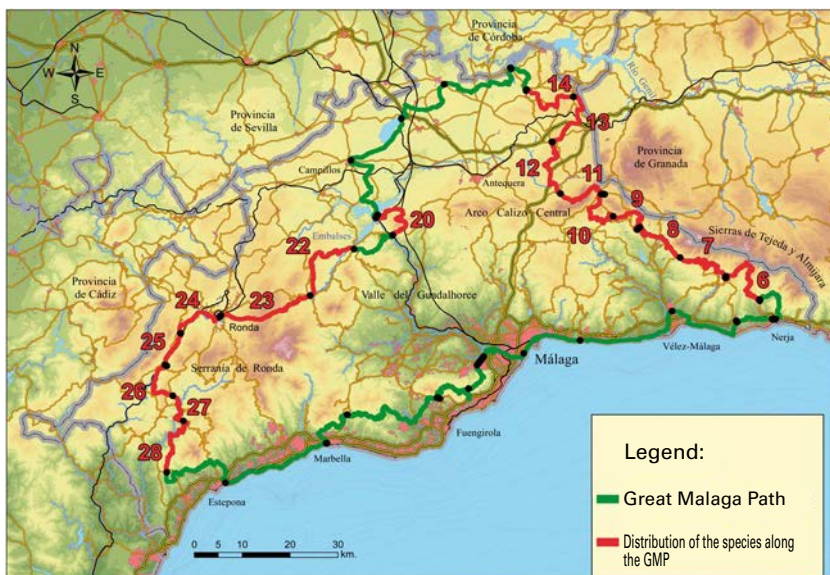 Provincia
de Córdoba
N
W E
S
Río Genil
14
Provincia
de Sevilla
13
Provincia
de Granada
Campillos
12
Antequera
11
Arco Calizo Central
9
20
10
8
Sierras de Tejeda y Almijara
7
22
Embalses
6
Provincia
de Cádiz
24
23
Valle del Guadalhorce
Ronda
Nerja
25
Málaga
Vélez-Málaga
Serranía de Ronda
26
27
Fuengirola
28
Marbella
Estepona
0 5 10 20 30
km.
Legend:
Great Malaga Path
Distribution of the species along
the GMP